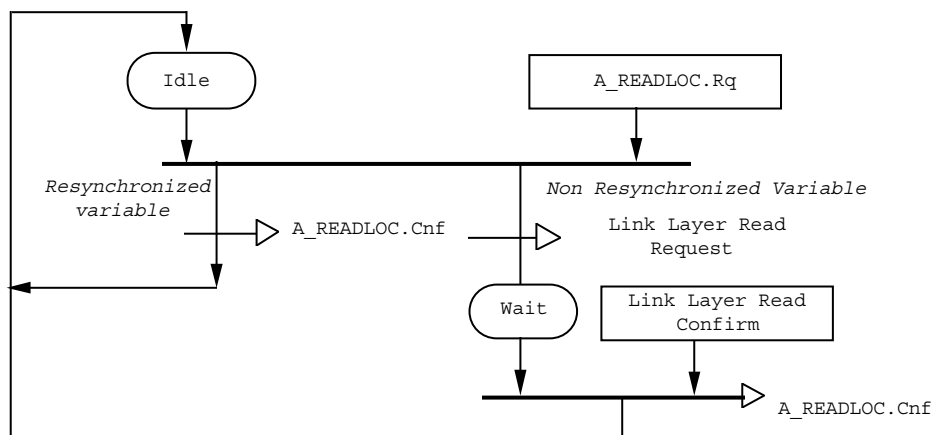 Idle
A_READLOC.Rq
Resynchronized
variable
Non Resynchronized Variable
A_READLOC.Cnf
Link Layer Read
Request
Wait
Link Layer Read
Confirm
A_READLOC.Cnf